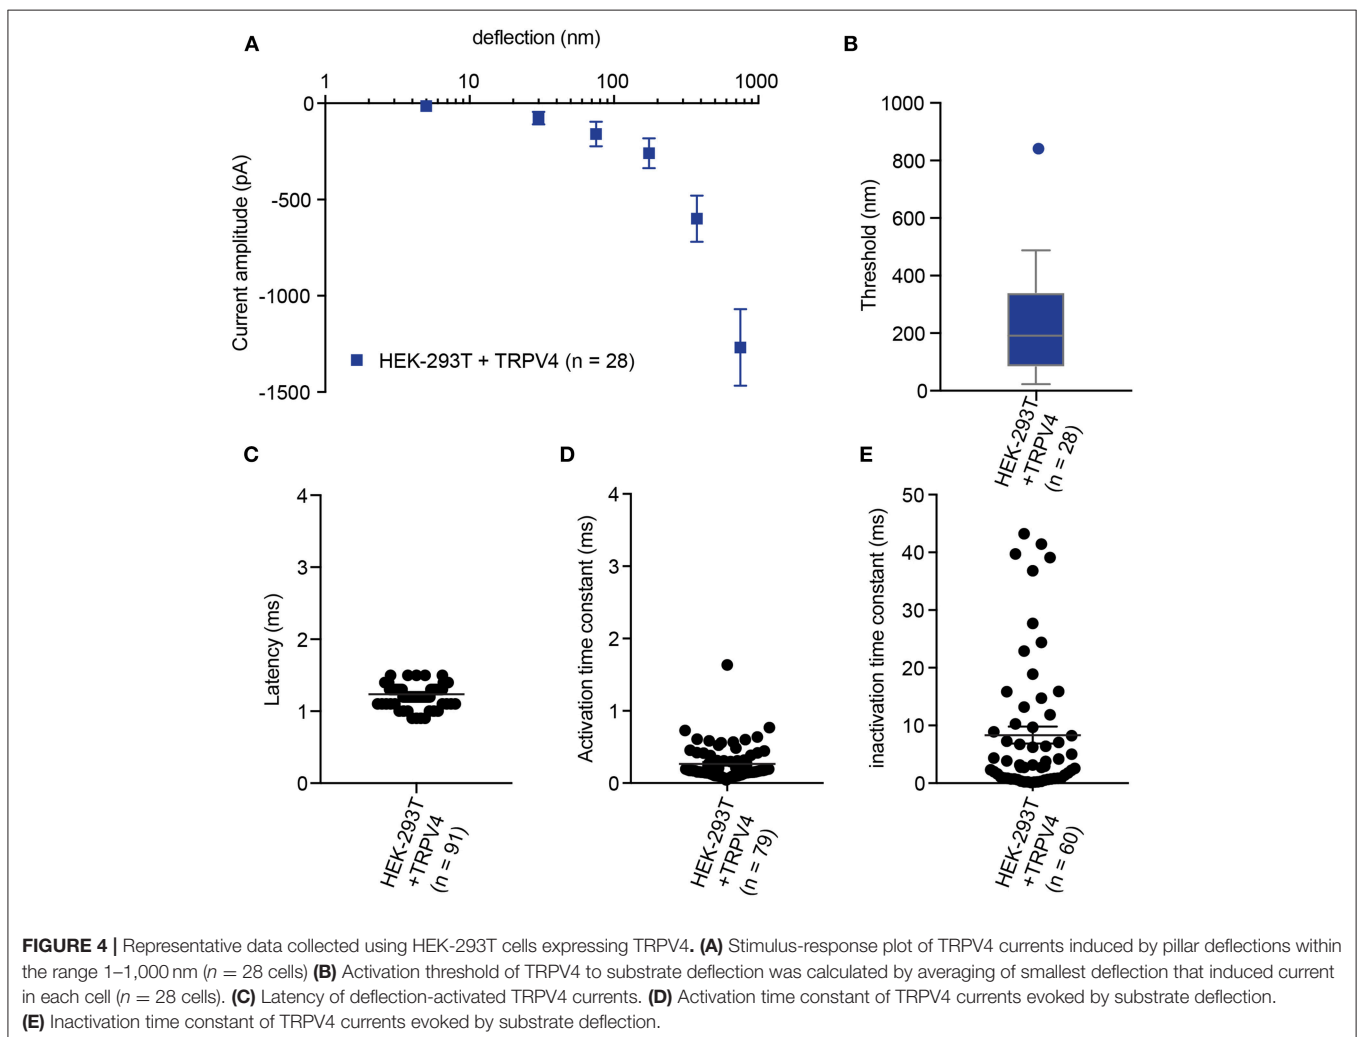 A
deflection (nm)
1 10 100 1000
0
-500
-1000
-1500
Current amplitude (pA)
HEK-293T + TRPV4 (n = 28)
B
1000
800
600
400
200
0
Threshold (nm)
HEK-293T
+TRPV4
(n = 28)
C
4
3
2
1
0
Latency (ms)
HEK-293T
+TRPV4
(n = 91)
D
4
3
2
1
0
Activation time constant (ms)
HEK-293T
+TRPV4
(n = 79)
E
50
40
30
20
10
0
inactivation time constant (ms)
HEK-293T
+TRPV4
(n = 60)
FIGURE 4 | Representative data collected using HEK-293T cells expressing TRPV4. (A) Stimulus-response plot of TRPV4 currents induced by pillar deflections within
the range 1–1,000 nm (n = 28 cells) (B) Activation threshold of TRPV4 to substrate deflection was calculated by averaging of smallest deflection that induced current
in each cell (n = 28 cells). (C) Latency of deflection-activated TRPV4 currents. (D) Activation time constant of TRPV4 currents evoked by substrate deflection.
(E) Inactivation time constant of TRPV4 currents evoked by substrate deflection.